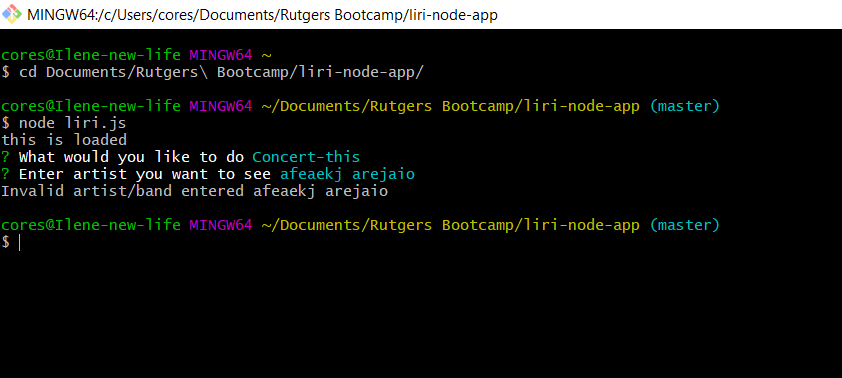 MINGW64:/c/Users/cores/Documents/Rutgers Bootcamp/liri-node-app
cores@Ilene-new-life MINGW64 ~
$ cd Documents/Rutgers\ Bootcamp/liri-node-app/
cores@Ilene-new-life MINGW64 ~/Documents/Rutgers Bootcamp/liri-node-app (master)
$ node liri.js
this is loaded
? What would you like to do Concert-this
? Enter artist you want to see afeaekj arejaio
Invalid artist/band entered afeaekj arejaio
cores@Ilene-new-life MINGW64 ~/Documents/Rutgers Bootcamp/liri-node-app (master)
$